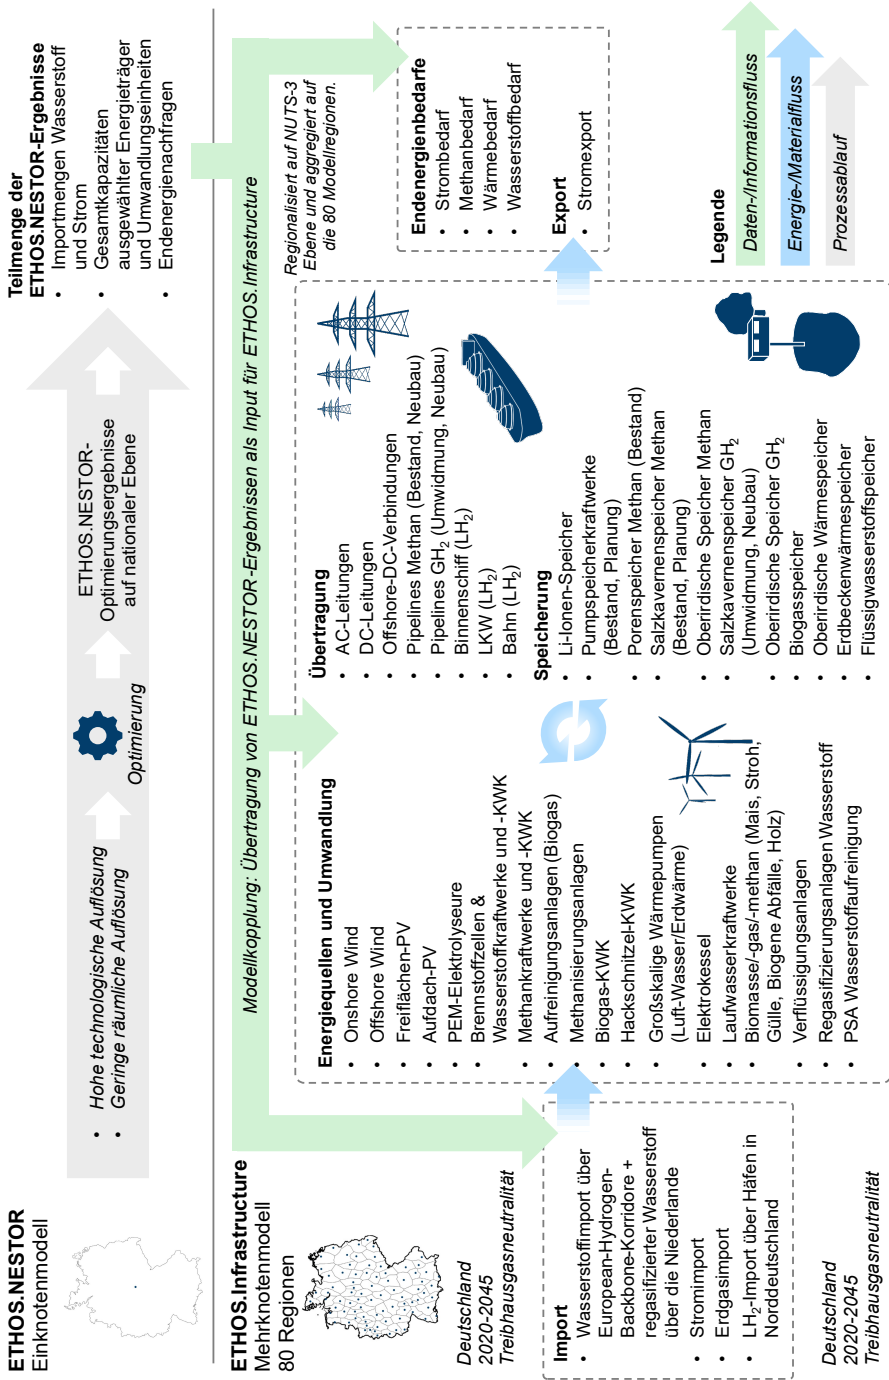 ETHOS.NESTOR
Einknotenmodell
• Hohe technologische Auflösung
• Geringe räumliche Auflösung
Optimierung
ETHOS.NESTOR-
Optimierungsergebnisse
auf nationaler Ebene
Teilmenge der
ETHOS.NESTOR-Ergebnisse
• Importmengen Wasserstoff
und Strom
• Gesamtkapazitäten
ausgewählter Energieträger
und Umwandlungseinheiten
• Endenergienachfragen
ETHOS.Infrastructure
Mehrknotenmodell
80 Regionen
Modellkopplung: Übertragung von ETHOS.NESTOR-Ergebnissen als Input für ETHOS.Infrastructure
Deutschland
2020-2045
Treibhausgasneutralität
Import
• Wasserstoffimport über
European-Hydrogen-
Backbone-Korridore +
regasifizierter Wasserstoff
über die Niederlande
• Stromimport
• Erdgasimport
• LH2-Import über Häfen in
Norddeutschland
Deutschland
2020-2045
Treibhausgasneutralität
Energiequellen und Umwandlung
• Onshore Wind
• Offshore Wind
• Freiflächen-PV
• Aufdach-PV
• PEM-Elektrolyseure
• Brennstoffzellen &
Wasserstoffkraftwerke und -KWK
• Methankraftwerke und -KWK
• Aufreinigungsanlagen (Biogas)
• Methanisierungsanlagen
• Biogas-KWK
• Hackschnitzel-KWK
• Großskalige Wärmepumpen
(Luft-Wasser/Erdwärme)
• Elektrokessel
• Laufwasserkraftwerke
• Biomasse/-gas/-methan (Mais, Stroh,
Gülle, Biogene Abfälle, Holz)
• Verflüssigungsanlagen
• Regasifizierungsanlagen Wasserstoff
• PSA Wasserstoffaufreinigung
Übertragung
• AC-Leitungen
• DC-Leitungen
• Offshore-DC-Verbindungen
• Pipelines Methan (Bestand, Neubau)
• Pipelines GH2 (Umwidmung, Neubau)
• Binnenschiff (LH2)
• LKW (LH2)
• Bahn (LH2)
Speicherung
• Li-Ionen-Speicher
• Pumpspeicherkraftwerke
(Bestand, Planung)
• Porenspeicher Methan (Bestand)
• Salzkavernenspeicher Methan
(Bestand, Planung)
• Oberirdische Speicher Methan
• Salzkavernenspeicher GH2
(Umwidmung, Neubau)
• Oberirdische Speicher GH2
• Biogasspeicher
• Oberirdische Wärmespeicher
• Erdbeckenwärmespeicher
• Flüssigwasserstoffspeicher
Regionalisiert auf NUTS-3
Ebene und aggregiert auf
die 80 Modellregionen.
Endenergienbedarfe
• Strombedarf
• Methanbedarf
• Wärmebedarf
• Wasserstoffbedarf
Export
• Stromexport
Legende
Daten-/Informationsfluss
Energie-/Materialfluss
Prozessablauf